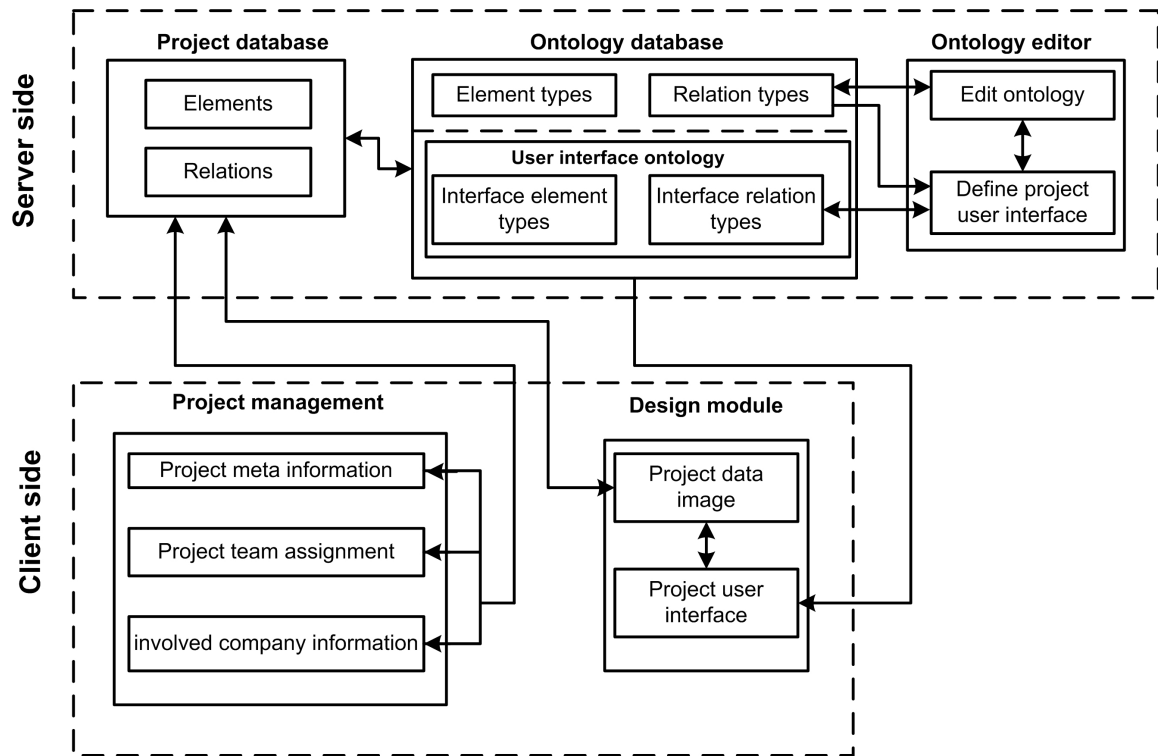 Server side
Project database
Elements
Relations
Ontology database
Element types
Relation types
User interface ontology
Interface element
types
Interface relation
types
Ontology editor
Edit ontology
Define project
user interface
Client side
Project management
Project meta information
Project team assignment
involved company information
Design module
Project data
image
Project user
interface